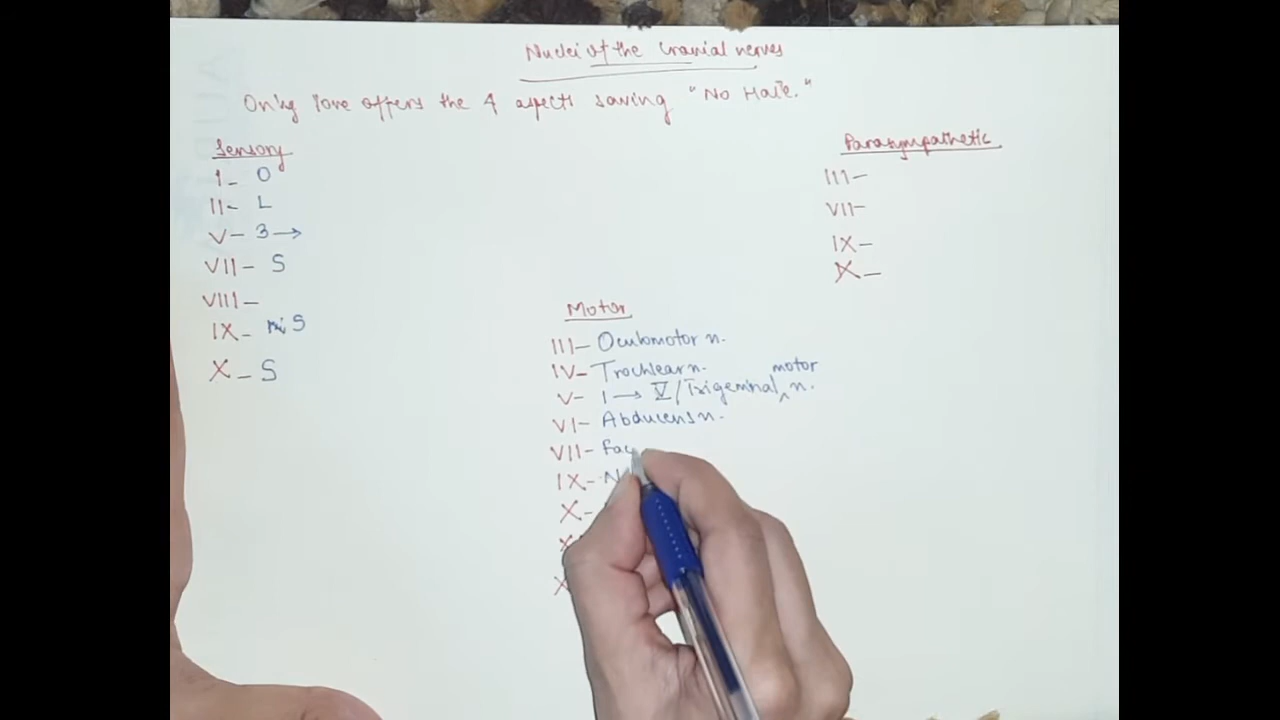 Nuclei of the Cranial nerves
Only love offers the 4 aspects saving "No Hate."
Sensory
I - O
II - L
V - 3 →
VII - S
VIII -
IX - S
X - S
Motor
III - Oculomotor n.
IV - Trochlear n.
V - 1 → V/Trigeminal motor n.
VI - Abducens n.
VII - Fac
IX - N
X -
Parasympathetic
III -
VII -
IX -
X -